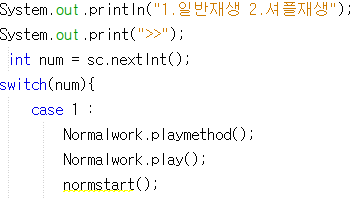 System.out.println("1.일반재생 2.셔플재생");
System.out.print(">>");
int num = sc.nextInt();
switch(num){
case 1 :
Normalwork.playmethod();
Normalwork.play();
normstart();